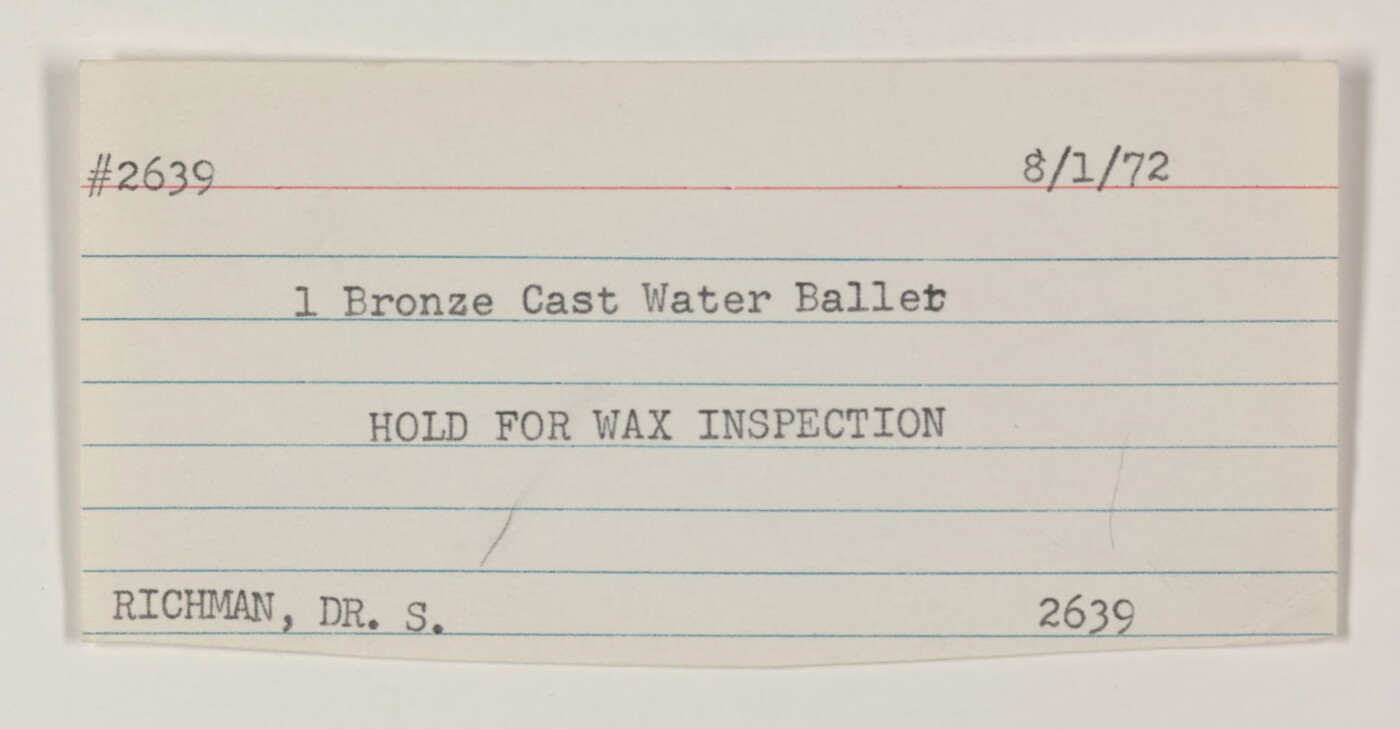 #2639 8/1/72
1 Bronze Cast Water Ballet
HOLD FOR WAX INSPECTION
RICHMAN, DR. S. 2639